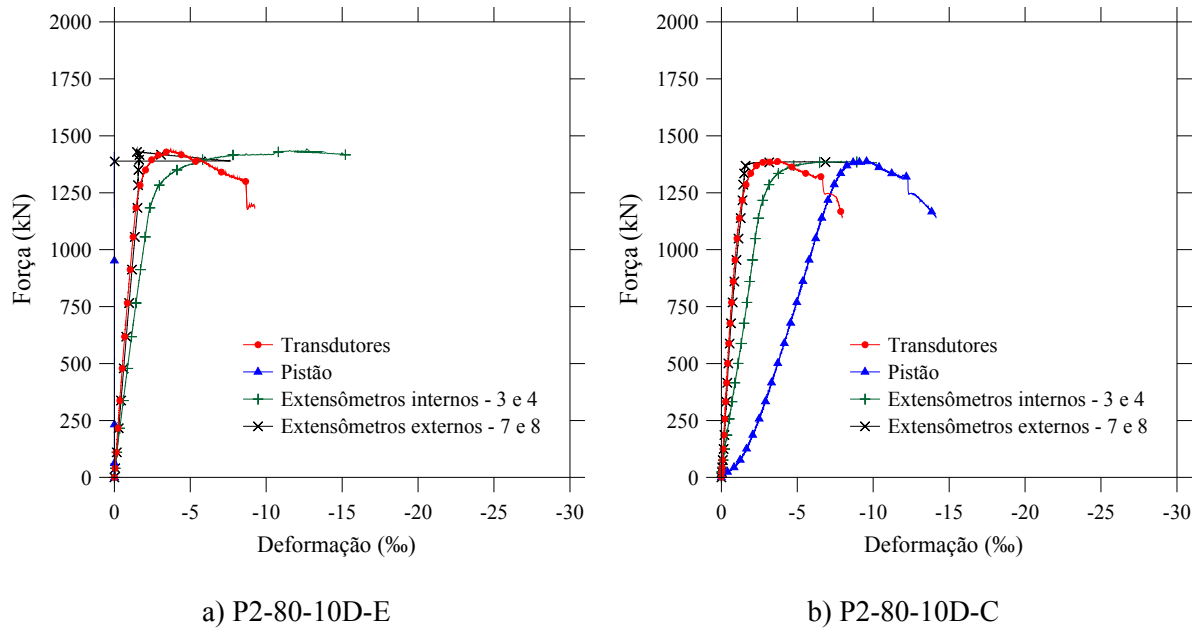 2000
1750
1500
1250
1000
750
500
250
0
Força (kN)
0 -5 -10 -15 -20 -25 -30
Deformação (‰)
Transdutores
Pistão
Extensômetros internos - 3 e 4
Extensômetros externos - 7 e 8
a) P2-80-10D-E
2000
1750
1500
1250
1000
750
500
250
0
Força (kN)
0 -5 -10 -15 -20 -25 -30
Deformação (‰)
Transdutores
Pistão
Extensômetros internos - 3 e 4
Extensômetros externos - 7 e 8
b) P2-80-10D-C